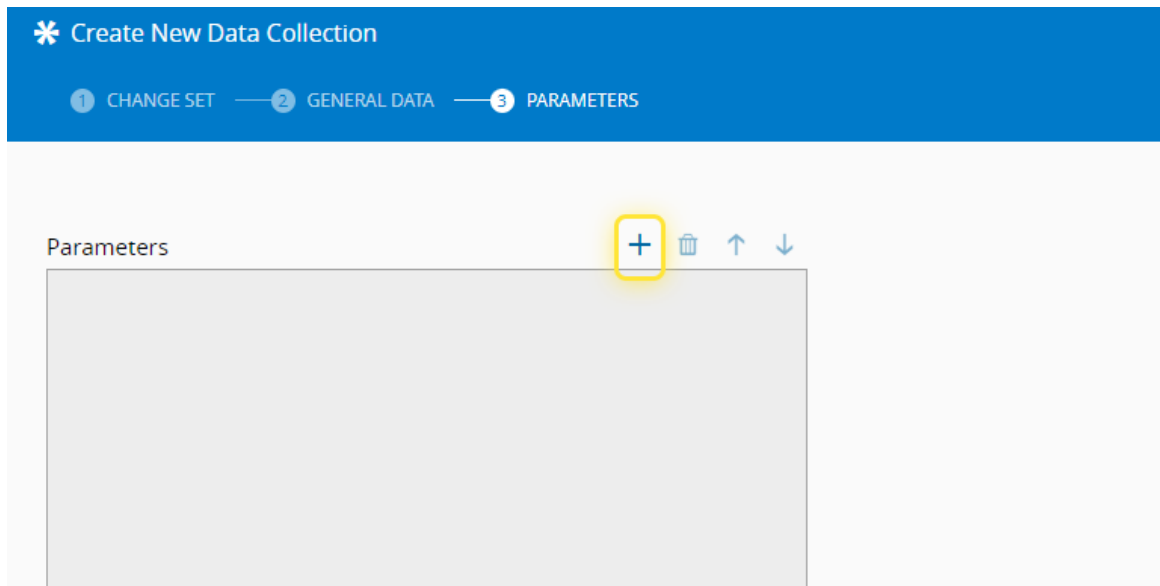 Create New Data Collection
1 CHANGE SET 2 GENERAL DATA 3 PARAMETERS
Parameters